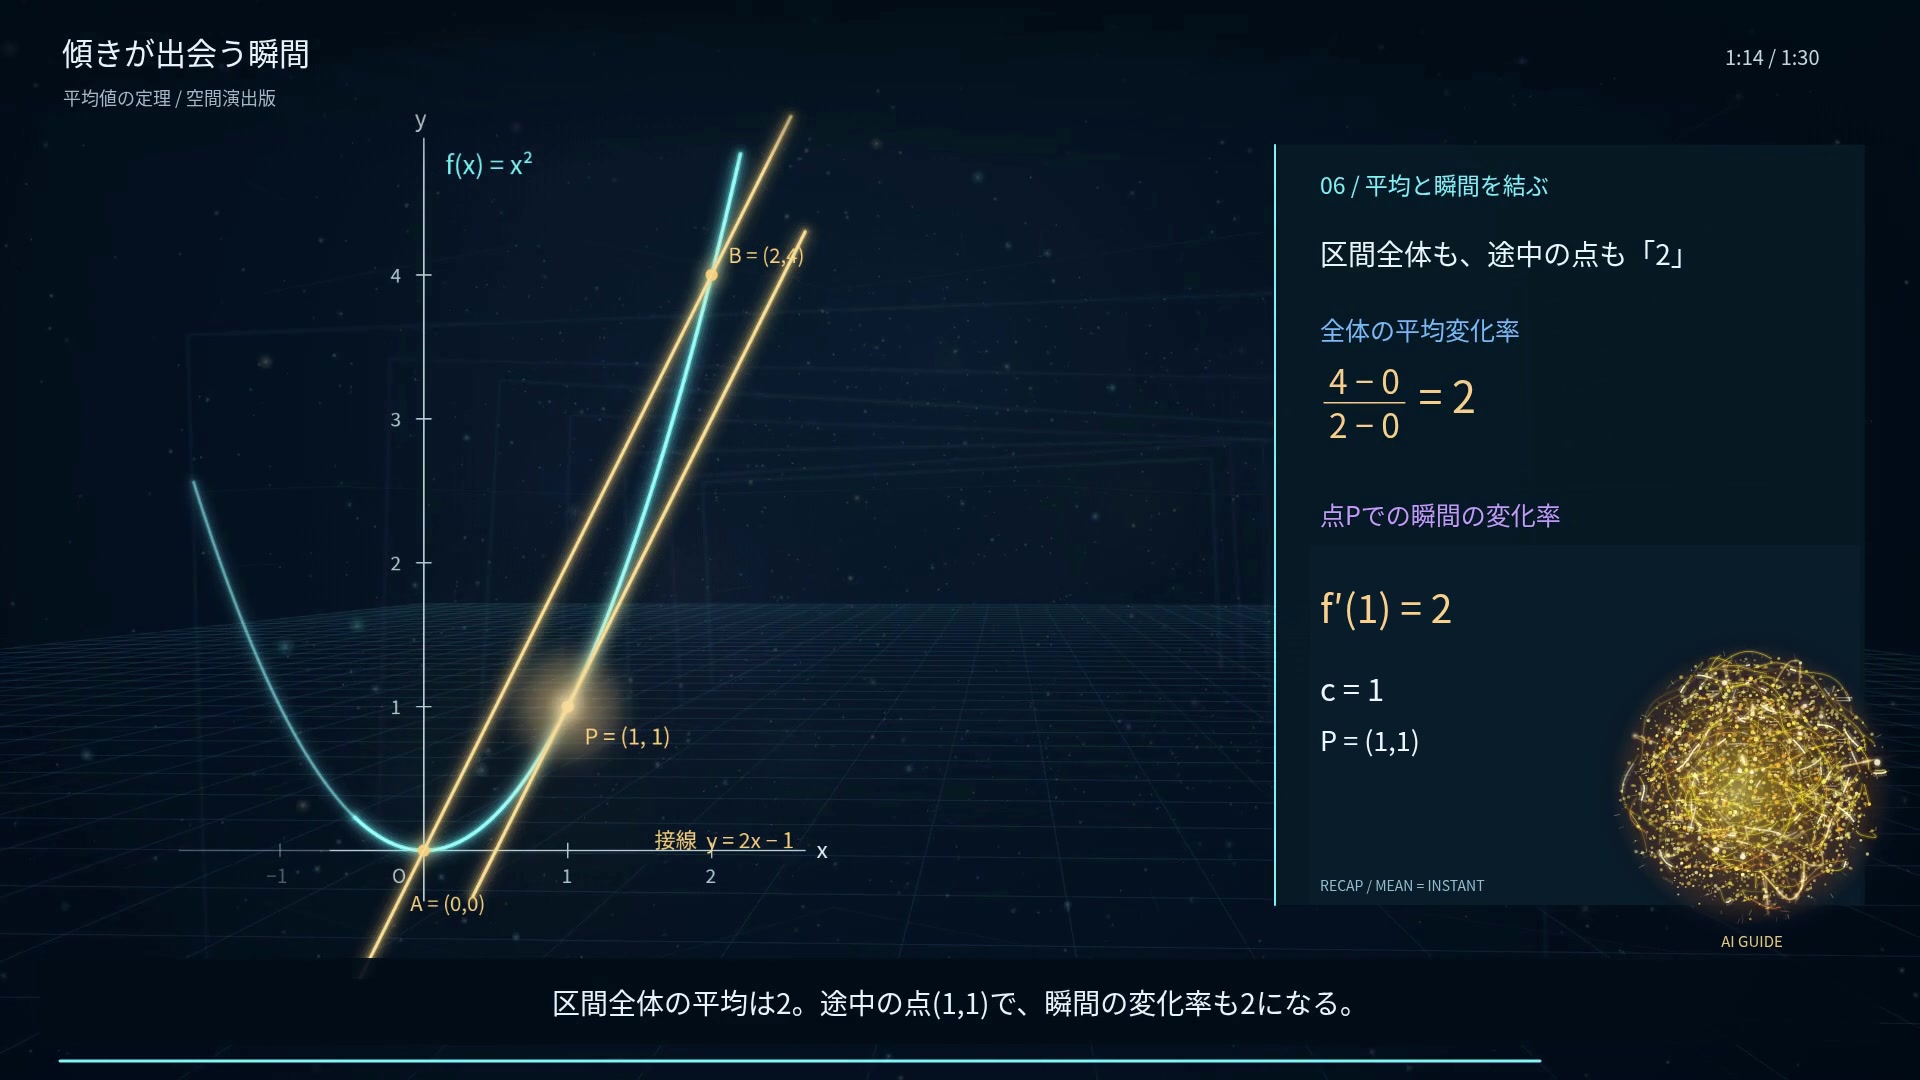 傾きが出会う瞬間
平均値の定理 / 空間演出版
1:14 / 1:30
y
f(x) = x²
B = (2,4)
4
3
2
1
P = (1, 1)
接線 y = 2x − 1
x
−1
O
1
2
A = (0,0)
06 / 平均と瞬間を結ぶ
区間全体も、途中の点も「2」
全体の平均変化率
4 − 0
2 − 0
= 2
点Pでの瞬間の変化率
f′(1) = 2
c = 1
P = (1,1)
RECAP / MEAN = INSTANT
AI GUIDE
区間全体の平均は2。途中の点(1,1)で、瞬間の変化率も2になる。